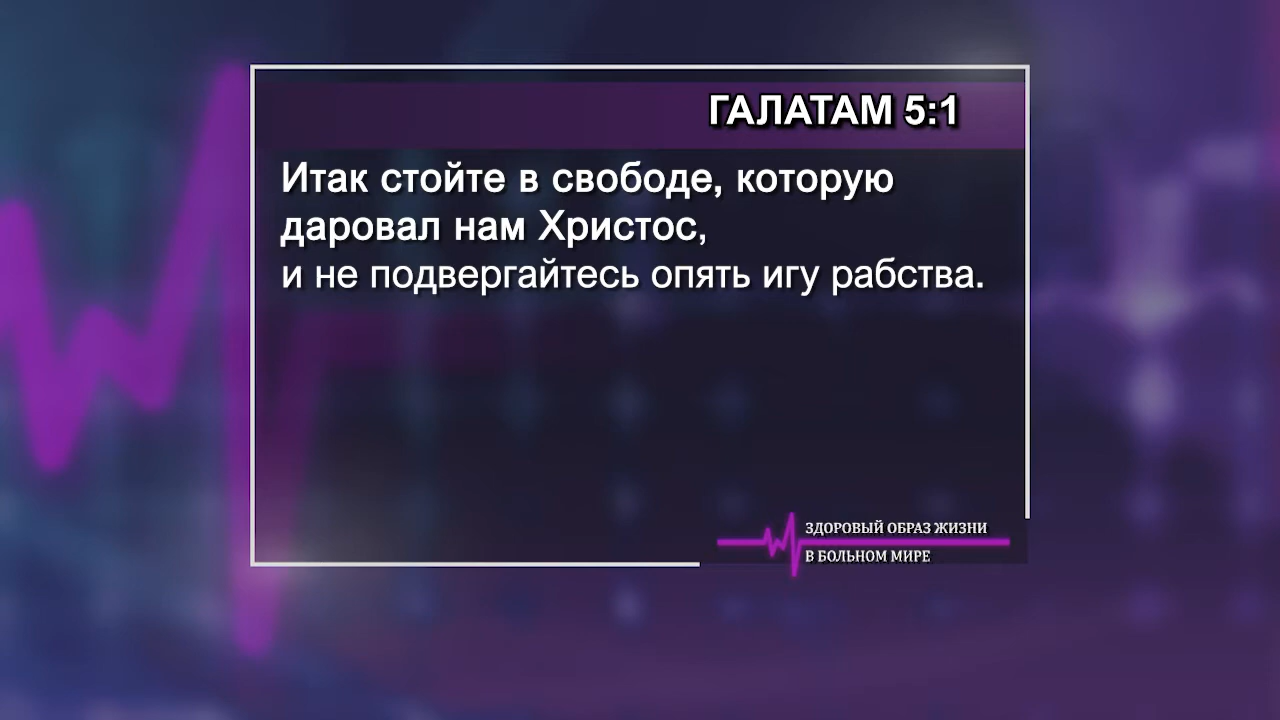 ГАЛАТАМ 5:1
Итак стойте в свободе, которую
даровал нам Христос,
и не подвергайтесь опять игу рабства.
ЗДОРОВЫЙ ОБРАЗ ЖИЗНИ
В БОЛЬНОМ МИРЕ